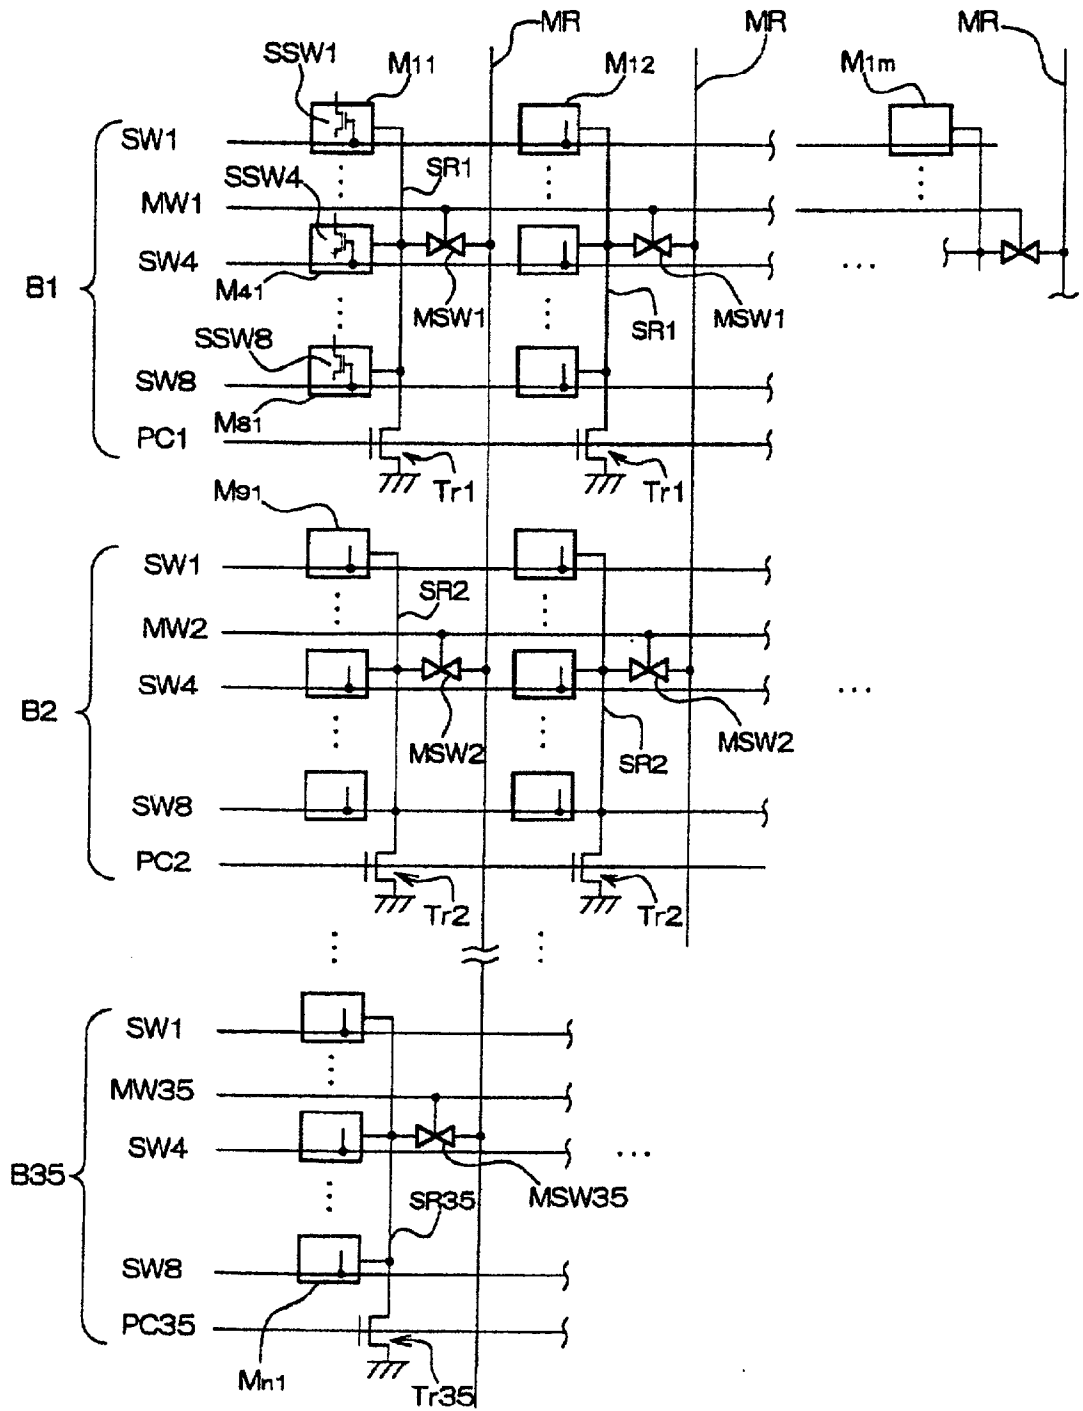 MR MR MR
SSW1 M11 M12 M1m
SW1
SR1
SSW4
MW1
SW4
B1 M41 MSW1 SR1 MSW1
...
SSW8
SW8
M81
PC1
Tr1 Tr1
M91
SW1
SR2
MW2
SW4
B2 ...
MSW2 SR2 MSW2
SW8
PC2
Tr2 Tr2
SW1
MW35
SW4
...
B35 MSW35
SR35
SW8
PC35
Mn1 Tr35